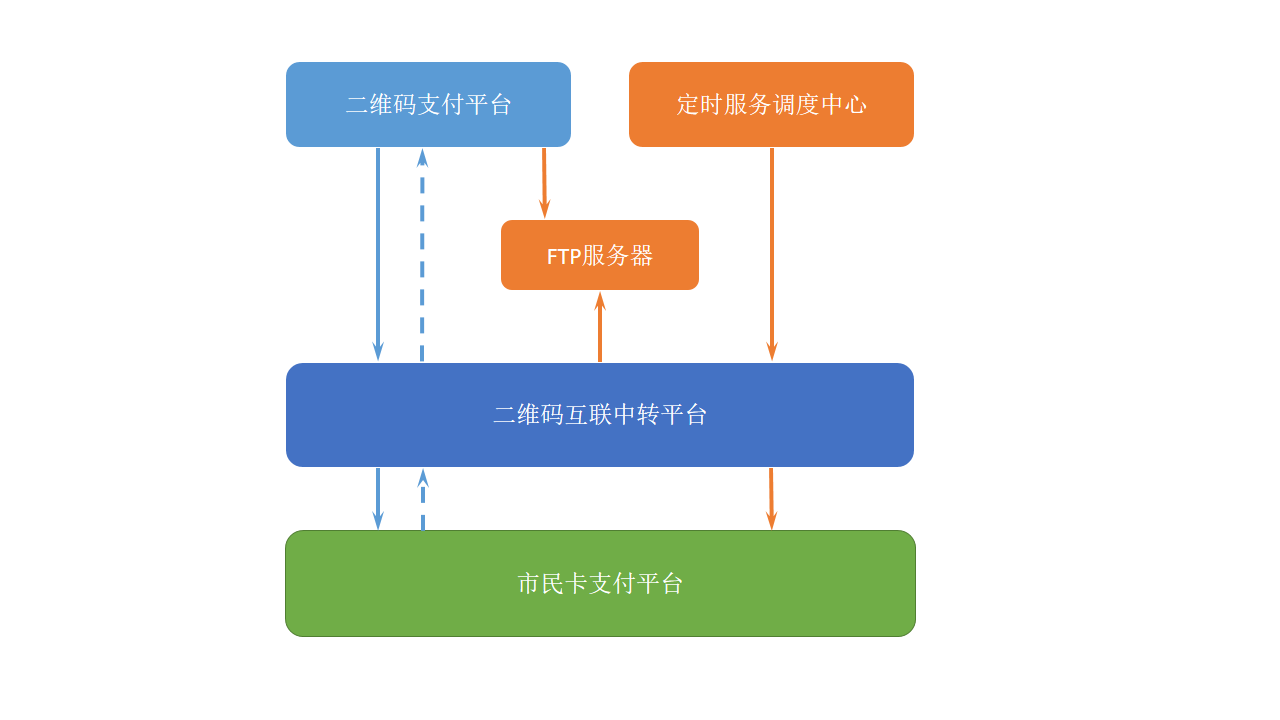 二维码支付平台
定时服务调度中心
FTP服务器
二维码互联中转平台
市民卡支付平台